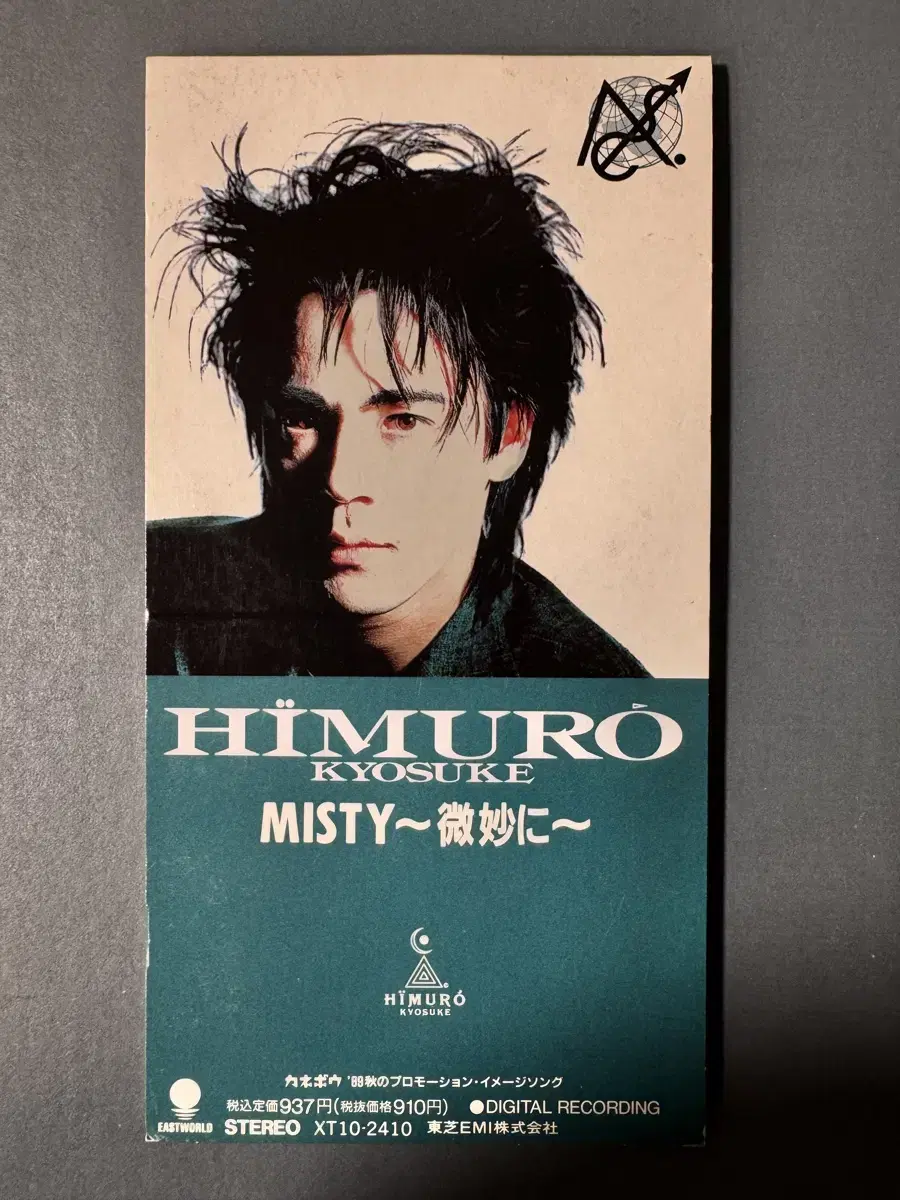 HÏMURÓ
KYOSUKE
MISTY～微妙に～
HÏMURÓ
KYOSUKE
カネボウ '89秋のプロモーション・イメージソング
税込定価937円(税抜価格910円) ●DIGITAL RECORDING
EASTWORLD STEREO XT10-2410 東芝EMI株式会社